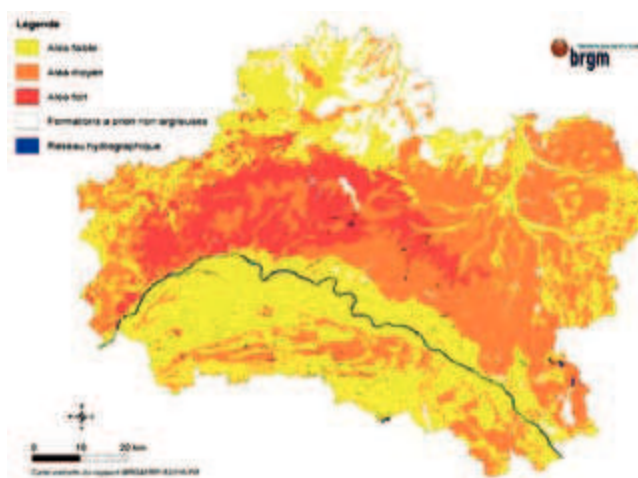 Légende
Aléa faible
Aléa moyen
Aléa fort
Formations a priori non argileuses
Réseau hydrographique
brgm
0 10 20 km